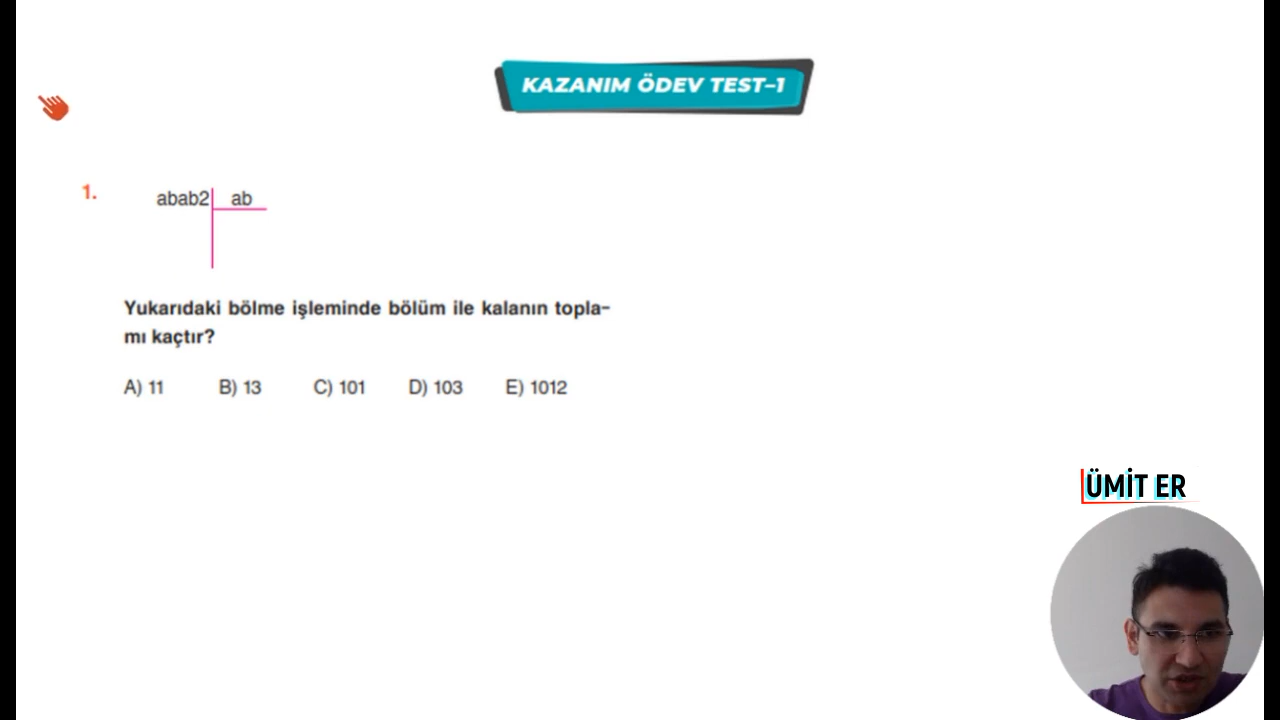 KAZANIM ÖDEV TEST-1
1.
abab2 ab
Yukarıdaki bölme işleminde bölüm ile kalanın topla-
mı kaçtır?
A) 11 B) 13 C) 101 D) 103 E) 1012
ÜMİT ER